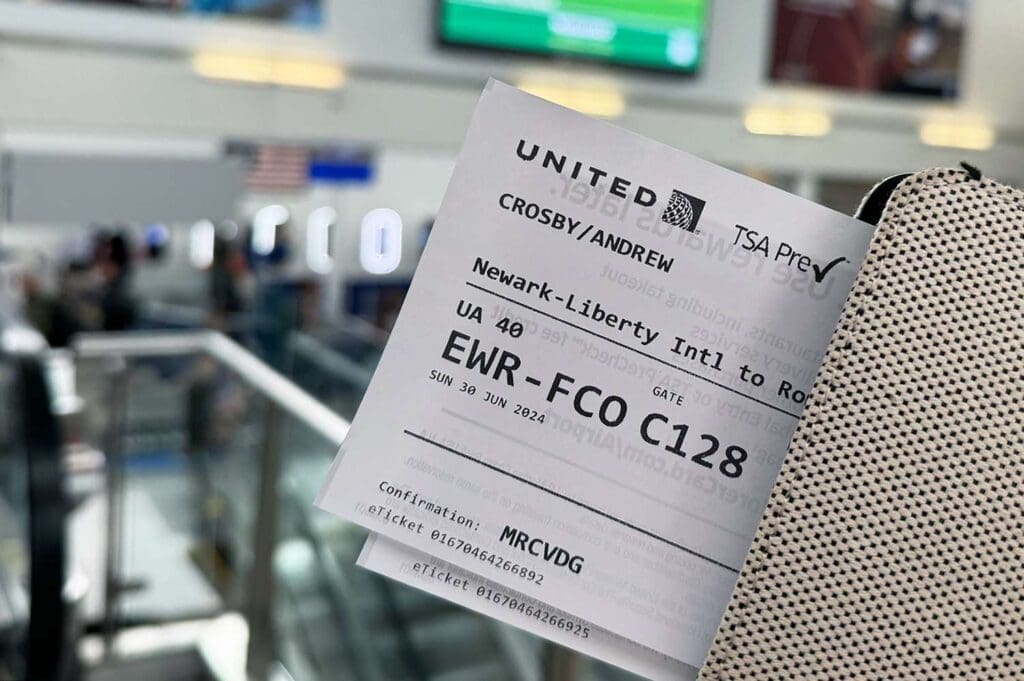 UNITED
TSA Pre✓
CROSBY/ANDREW
Newark-Liberty Intl to Ro
UA 40
EWR-FCO
GATE
C128
SUN 30 JUN 2024
Confirmation: MRCVDG
eTicket 01670464266892
eTicket 01670464266925